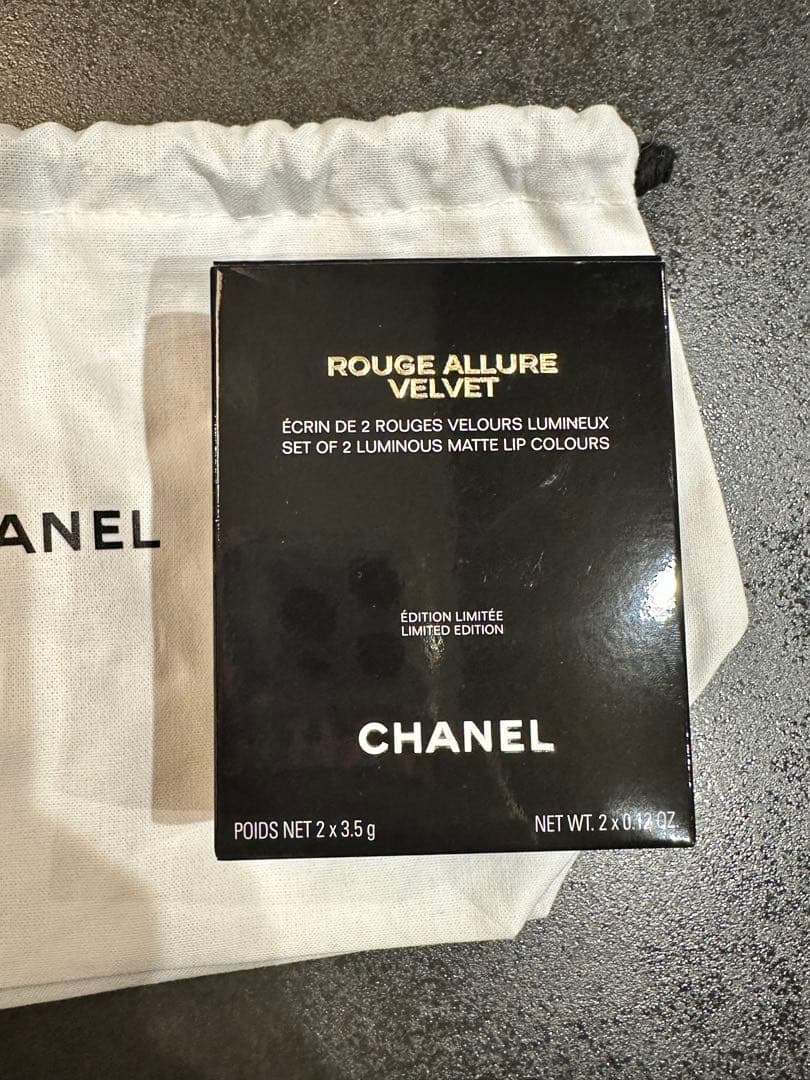 ROUGE ALLURE
VELVET
ÉCRIN DE 2 ROUGES VELOURS LUMINEUX
SET OF 2 LUMINOUS MATTE LIP COLOURS
ANEL
ÉDITION LIMITÉE
LIMITED EDITION
CHANEL
POIDS NET 2 x 3.5 g
NET WT. 2 x 0.12 OZ.